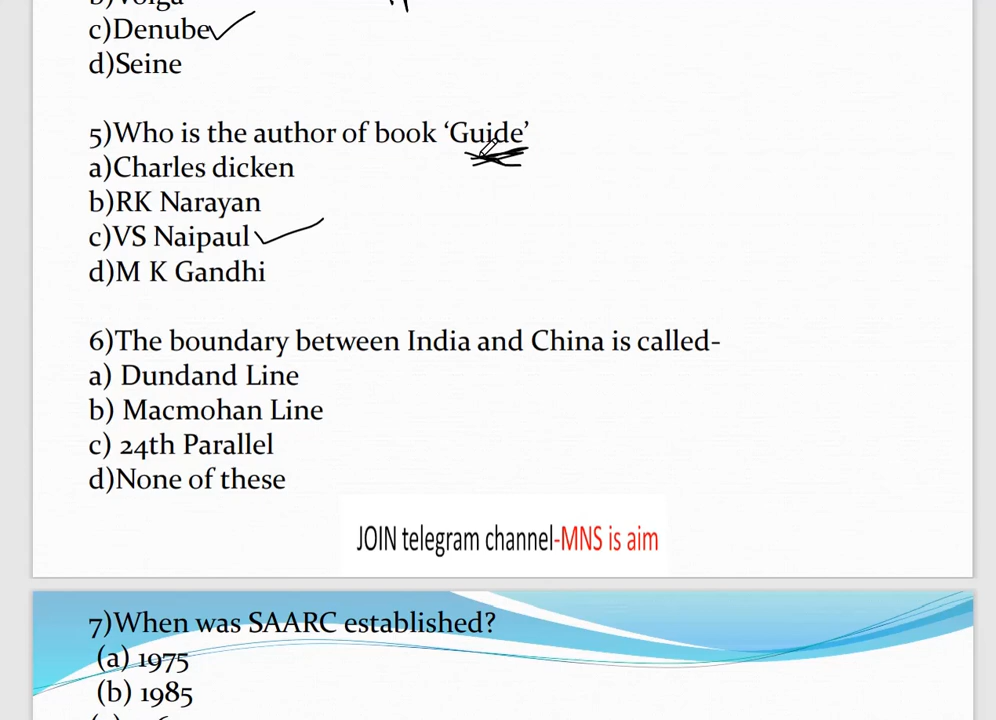 b)Volga
c)Denube
d)Seine
5)Who is the author of book ‘Guide’
a)Charles dicken
b)RK Narayan
c)VS Naipaul
d)M K Gandhi
6)The boundary between India and China is called-
a) Dundand Line
b) Macmohan Line
c) 24th Parallel
d)None of these
JOIN telegram channel-MNS is aim
7)When was SAARC established?
(a) 1975
(b) 1985